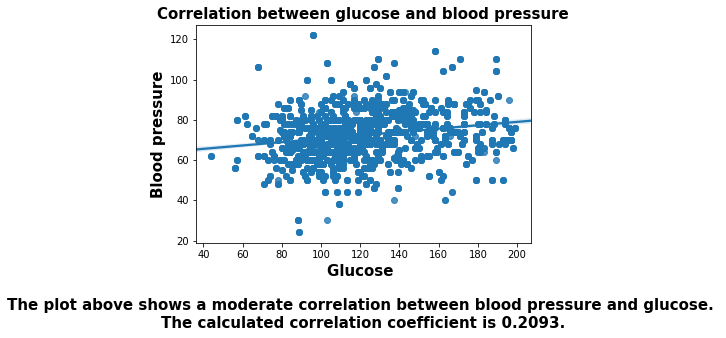 Correlation between glucose and blood pressure
120
100
80
60
40
20
Blood pressure
40 60 80 100 120 140 160 180 200
Glucose
The plot above shows a moderate correlation between blood pressure and glucose.
The calculated correlation coefficient is 0.2093.